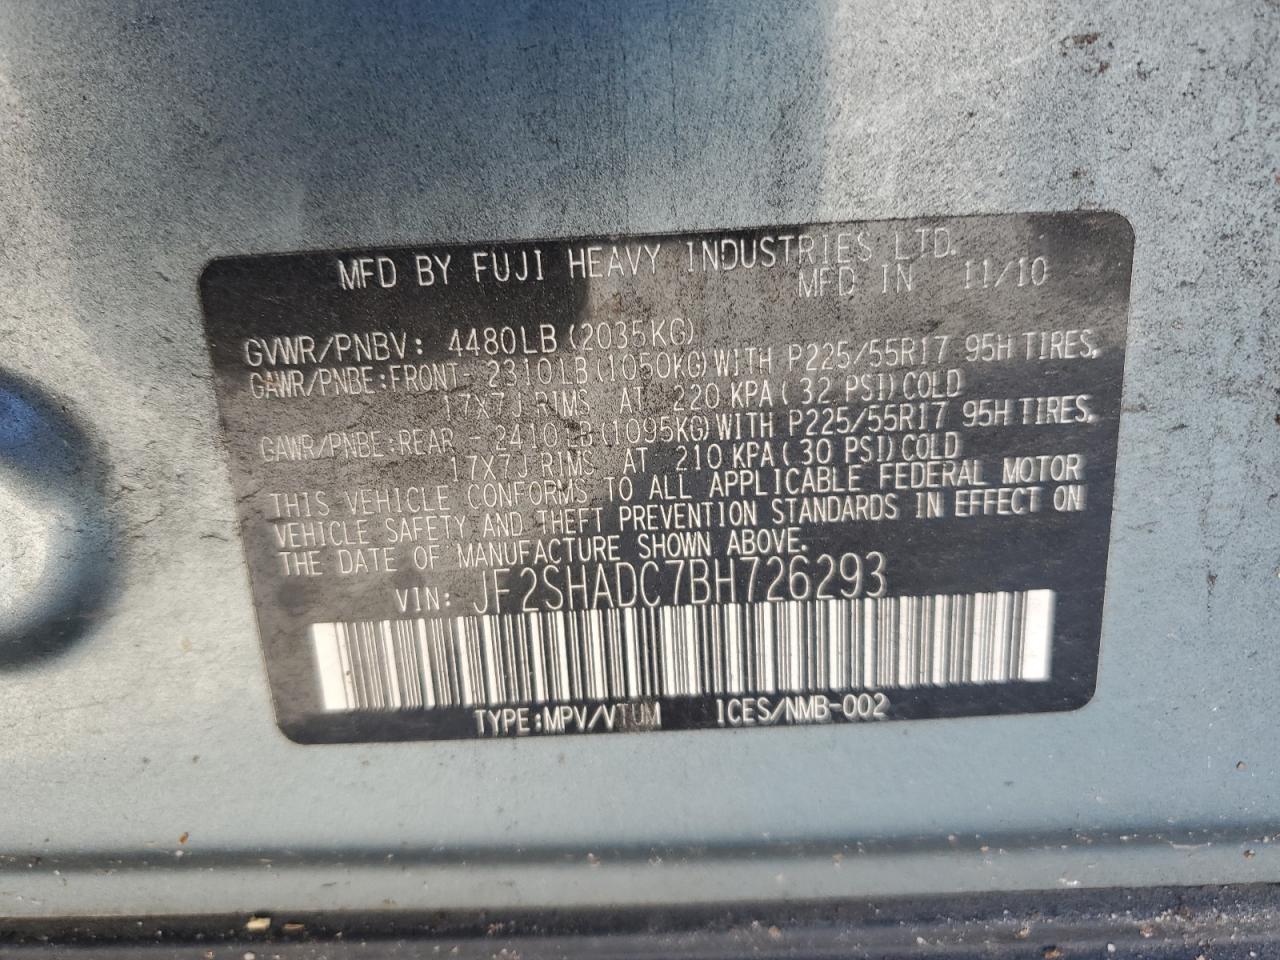 MFD BY FUJI HEAVY INDUSTRIES LTD.
MFD IN 11/10
GVWR/PNBV: 4480LB(2035KG)
GAWR/PNBE:FRONT- 2310LB(1050KG)WITH P225/55R17 95H TIRES,
17X7J RIMS AT 220 KPA( 32 PSI)COLD
GAWR/PNBE:REAR - 2410LB(1095KG)WITH P225/55R17 95H TIRES,
17X7J RIMS AT 210 KPA( 30 PSI)COLD
THIS VEHICLE CONFORMS TO ALL APPLICABLE FEDERAL MOTOR
VEHICLE SAFETY AND THEFT PREVENTION STANDARDS IN EFFECT ON
THE DATE OF MANUFACTURE SHOWN ABOVE.
VIN: JF2SHADC7BH726293
TYPE:MPV/VTUM ICES/NMB-002